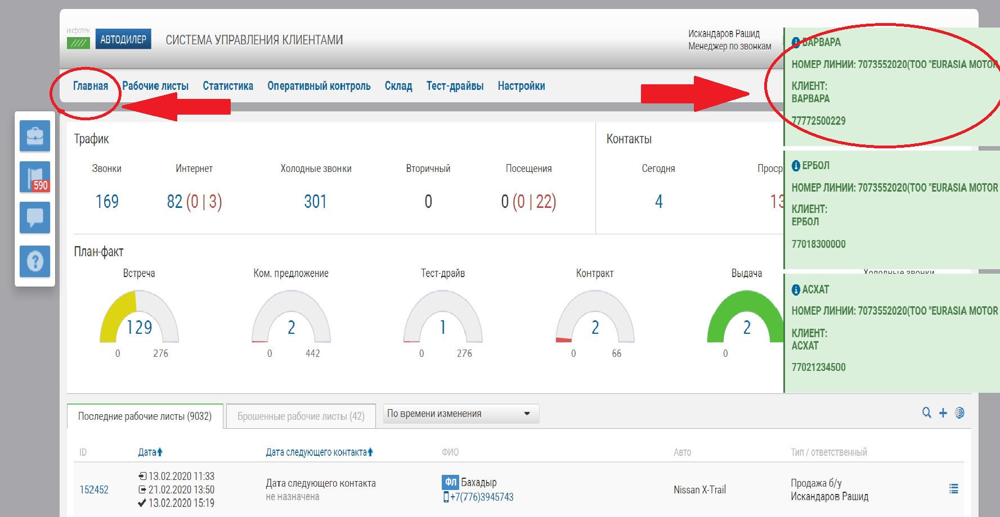 инфотек
АВТОДИЛЕР
СИСТЕМА УПРАВЛЕНИЯ КЛИЕНТАМИ
Искандаров Рашид
Менеджер по звонкам
Главная Рабочие листы Статистика Оперативный контроль Склад Тест-драйвы Настройки
ВАРВАРА
НОМЕР ЛИНИИ: 7073552020(ТОО "EURASIA MOTOR
КЛИЕНТ:
ВАРВАРА
77772500229
ЕРБОЛ
НОМЕР ЛИНИИ: 7073552020(ТОО "EURASIA MOTOR
КЛИЕНТ:
ЕРБОЛ
77018300000
АСХАТ
НОМЕР ЛИНИИ: 7073552020(ТОО "EURASIA MOTOR
КЛИЕНТ:
АСХАТ
77021234500
590
Трафик
Звонки Интернет Холодные звонки Вторичный Посещения
169 82 (0 | 3) 301 0 0 (0 | 22)
Контакты
Сегодня Проср
4 13
План-факт
Встреча Ком. предложение Тест-драйв Контракт Выдача Холодные звонки
129 2 1 2 2
0 276 0 442 0 276 0 66 0
Последние рабочие листы (9032) Брошенные рабочие листы (42) По времени изменения
ID Дата Дата следующего контакта ФИО Авто Тип / ответственный
152452
13.02.2020 11:33
21.02.2020 13:50
13.02.2020 15:19
Дата следующего контакта
не назначена
ФЛ Бахадыр
+7(776)3945743
Nissan X-Trail
Продажа б/у
Искандаров Рашид